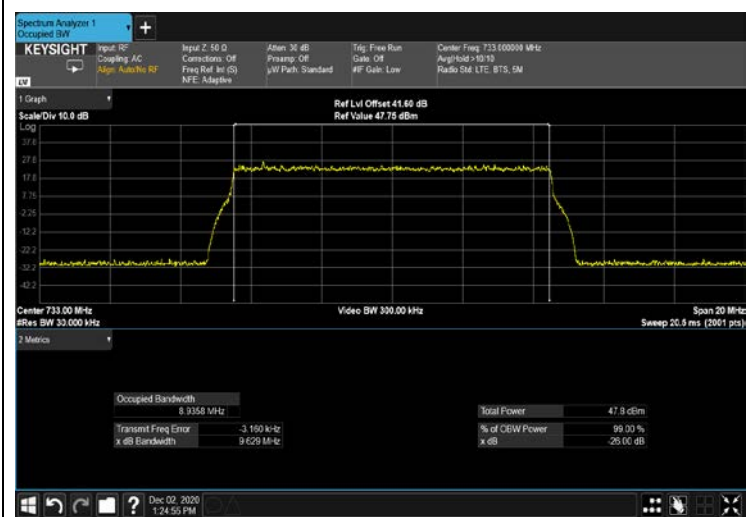 Spectrum Analyzer 1
Occupied BW
KEYSIGHT
Input: RF
Coupling: AC
Align: Auto/No RF
Input Z: 50 Ω
Corrections: Off
Freq Ref: Int (S)
NFE: Adaptive
Atten: 30 dB
Preamp: Off
µW Path: Standard
Trig: Free Run
Gate: Off
#IF Gain: Low
Center Freq: 733.000000 MHz
Avg|Hold:>10/10
Radio Std: LTE, BTS, 5M
1 Graph
Scale/Div 10.0 dB
Ref Lvl Offset 41.60 dB
Ref Value 47.75 dBm
Log
37.8
27.8
17.8
7.75
-2.25
-12.2
-22.2
-32.2
-42.2
Center 733.00 MHz
#Res BW 30.000 kHz
Video BW 300.00 kHz
Span 20 MHz
Sweep 20.5 ms (2001 pts)
2 Metrics
Occupied Bandwidth
8.9358 MHz
Transmit Freq Error -3.160 kHz
x dB Bandwidth 9.629 MHz
Total Power 47.8 dBm
% of OBW Power 99.00 %
x dB -26.00 dB
Dec 02, 2020
1:24:55 PM